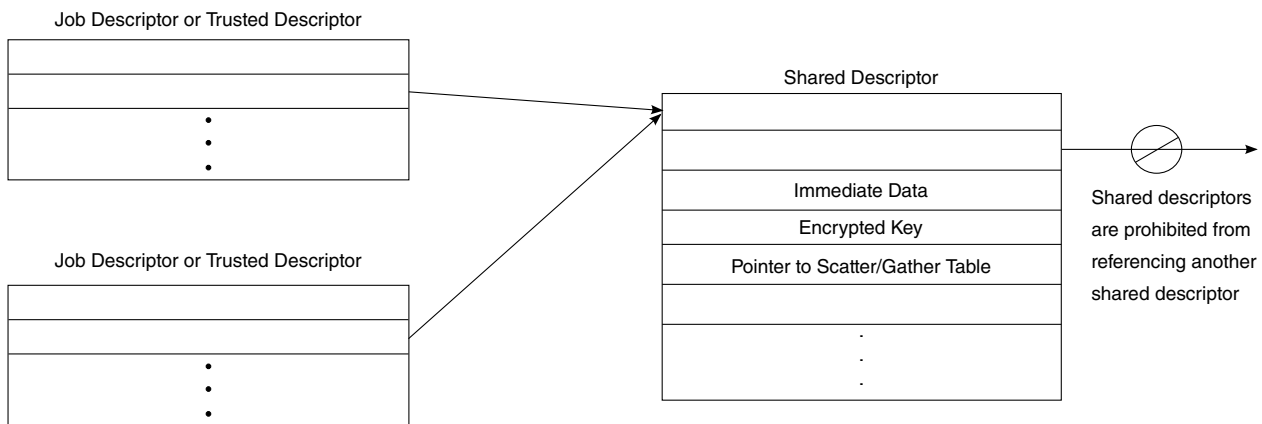 Job Descriptor or Trusted Descriptor
Shared Descriptor
Immediate Data
Encrypted Key
Pointer to Scatter/Gather Table
Shared descriptors
are prohibited from
referencing another
shared descriptor
Job Descriptor or Trusted Descriptor